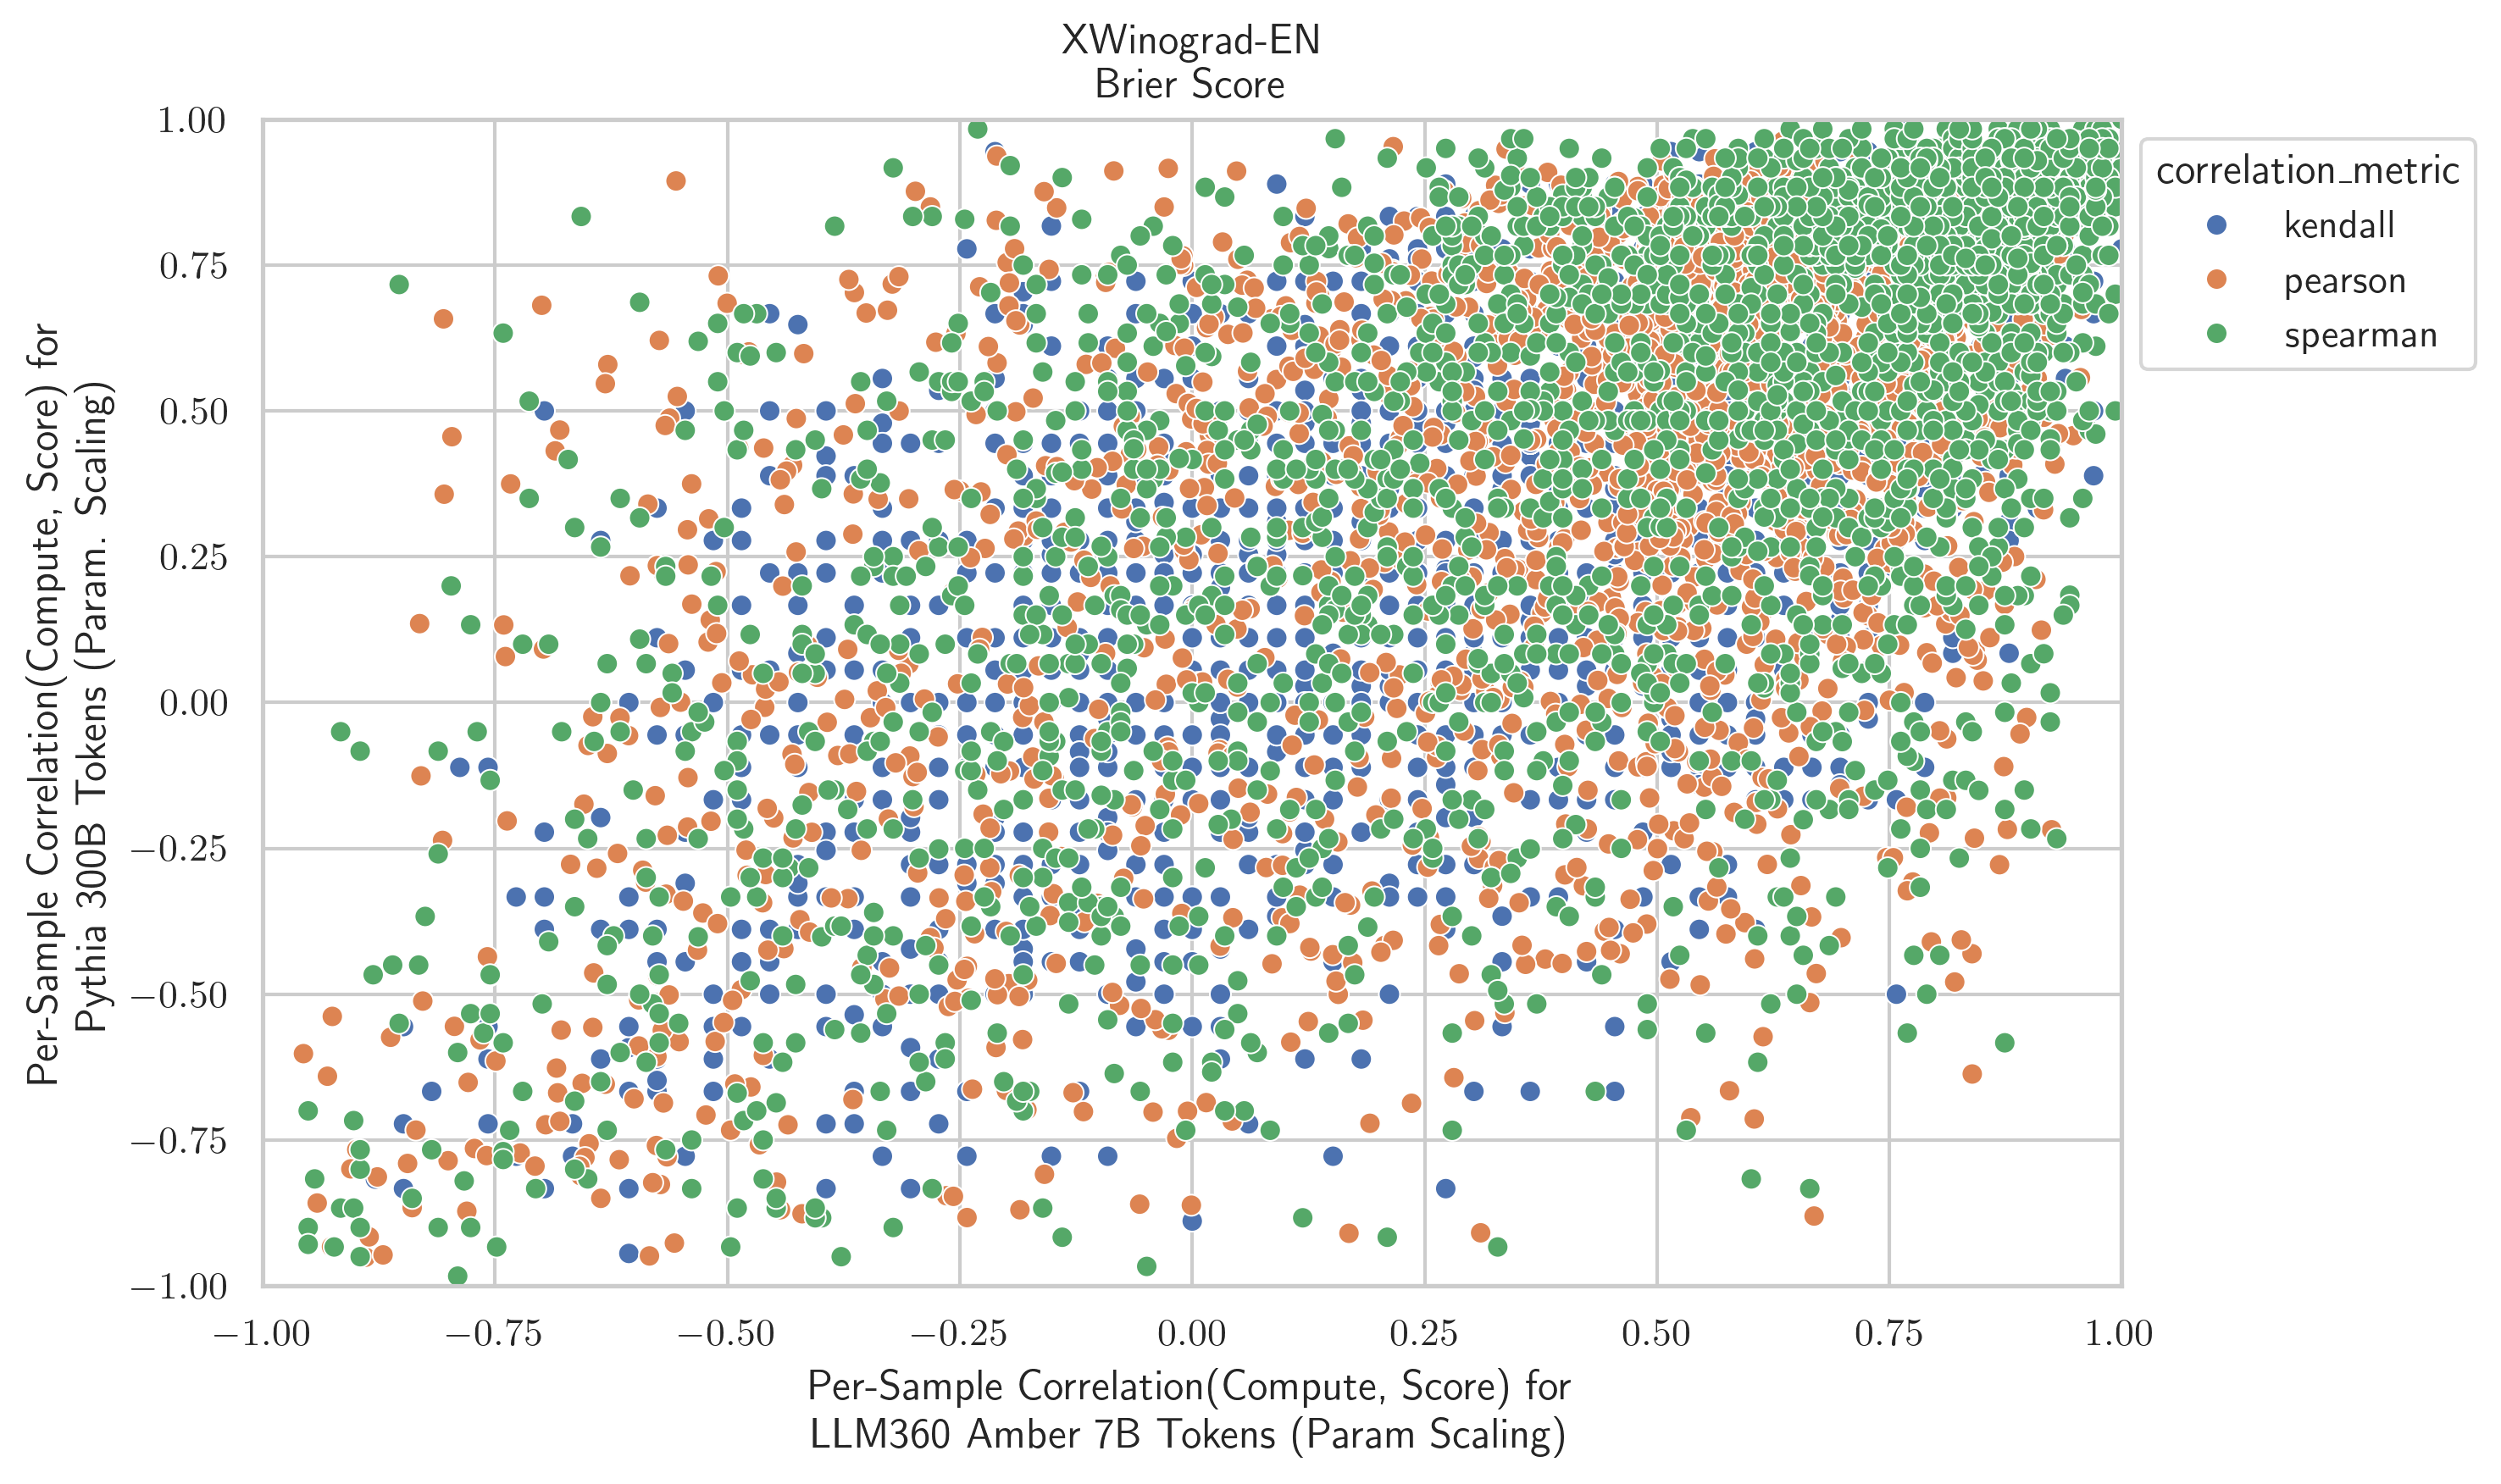 XWinograd-EN
Brier Score
Per-Sample Correlation(Compute, Score) for
Pythia 300B Tokens (Param. Scaling)
1.00
0.75
0.50
0.25
0.00
−0.25
−0.50
−0.75
−1.00
−1.00 −0.75 −0.50 −0.25 0.00 0.25 0.50 0.75 1.00
Per-Sample Correlation(Compute, Score) for
LLM360 Amber 7B Tokens (Param Scaling)
correlation_metric
kendall
pearson
spearman